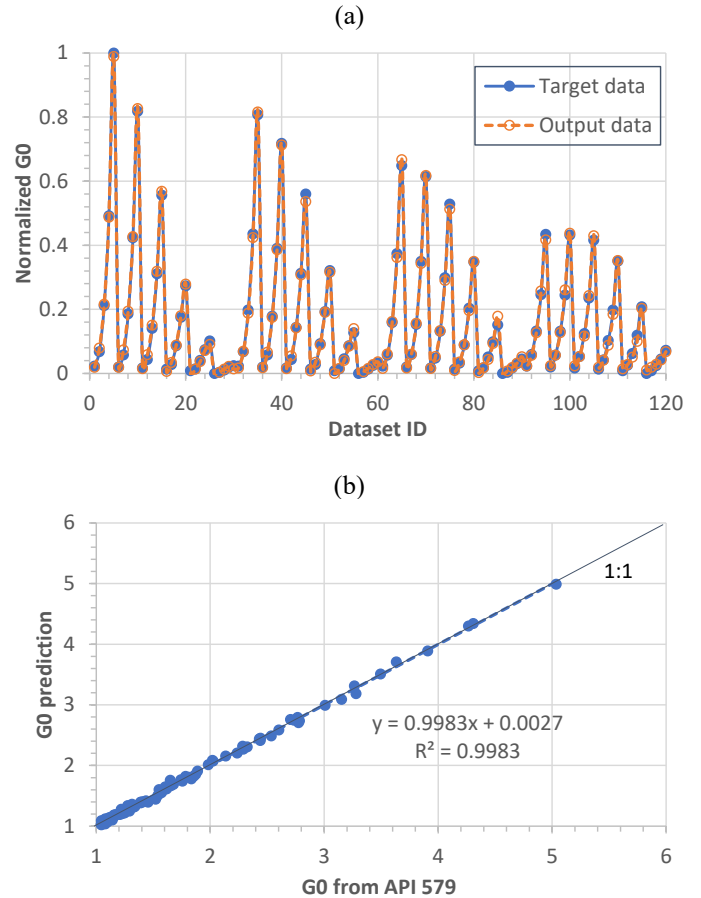 (a)
1
0.8
0.6
0.4
0.2
0
Normalized G0
Target data
Output data
0 20 40 60 80 100 120
Dataset ID
(b)
6
5
4
3
2
1
G0 prediction
1:1
y = 0.9983x + 0.0027
R² = 0.9983
1 2 3 4 5 6
G0 from API 579